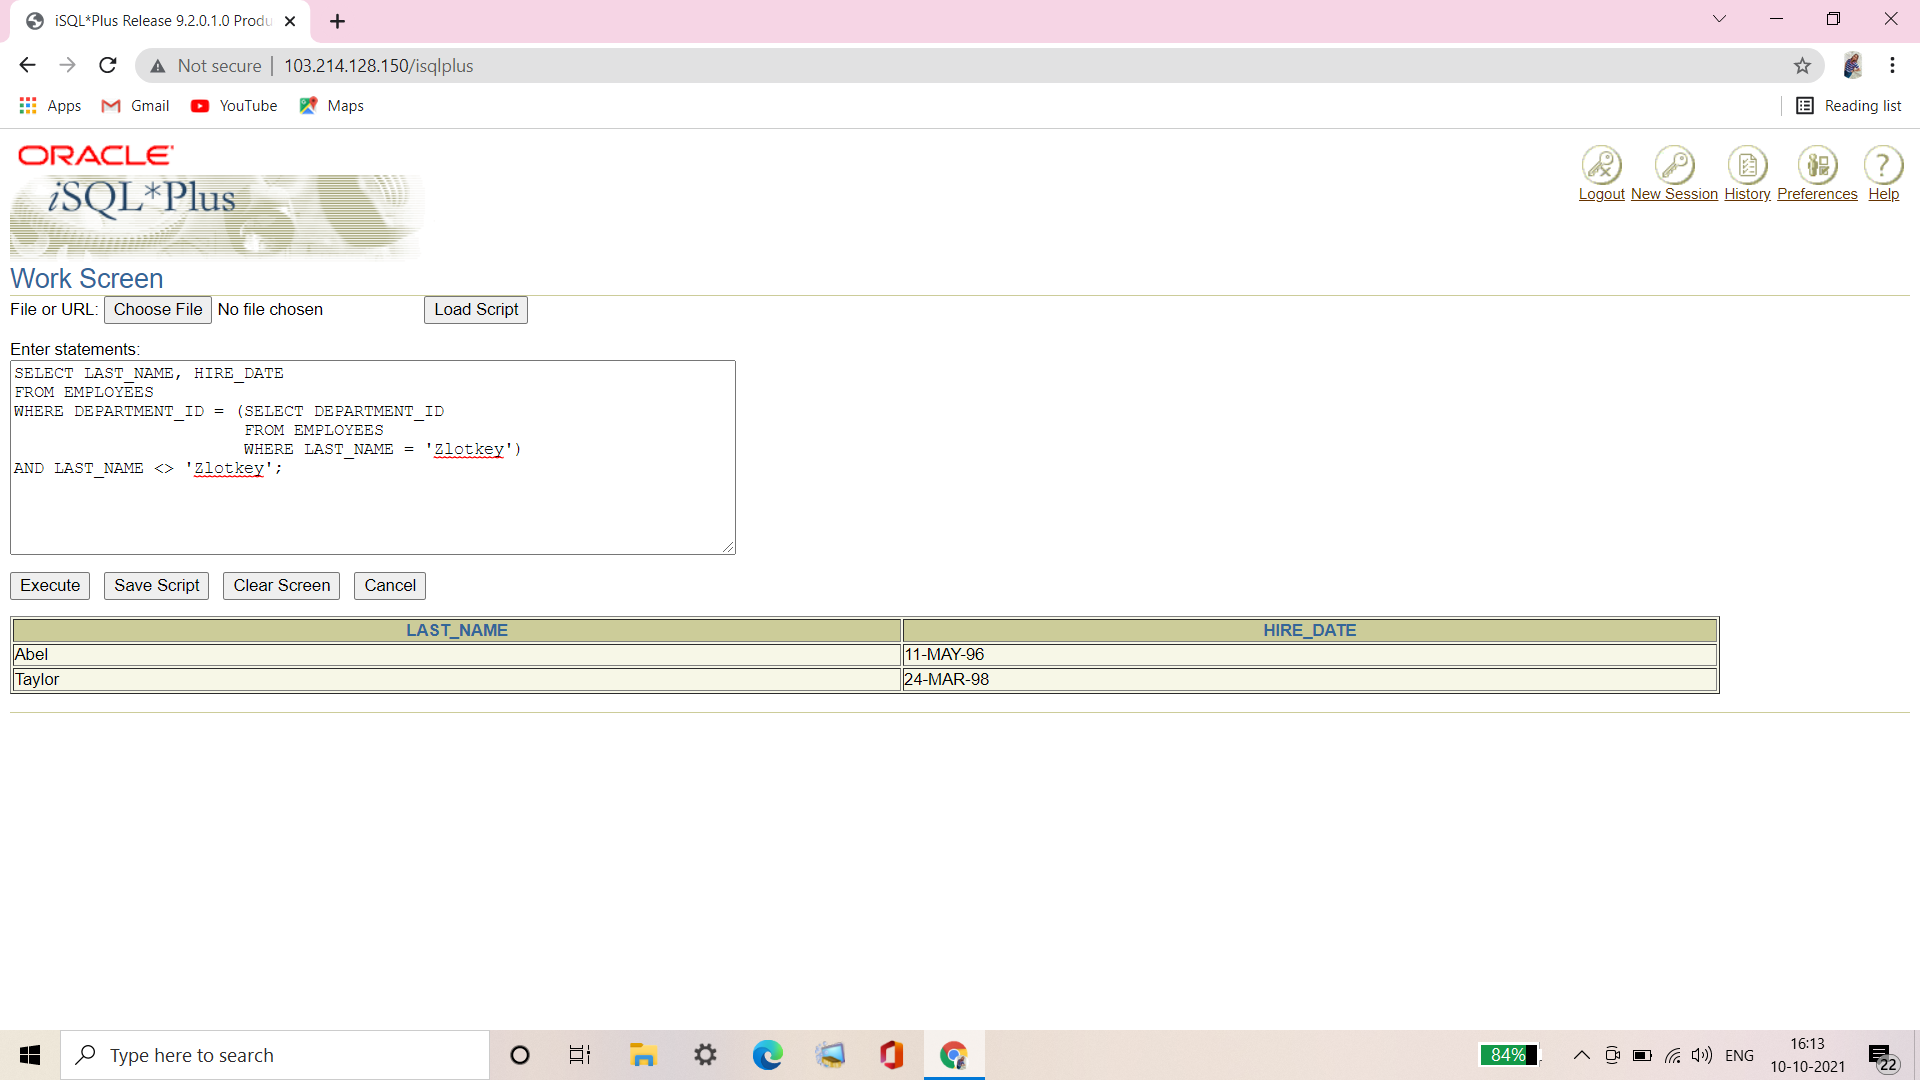 iSQL*Plus Release 9.2.0.1.0 Produ
Not secure
103.214.128.150/isqlplus
Apps
Gmail
YouTube
Maps
Reading list
ORACLE
iSQL*Plus
Logout
New Session
History
Preferences
Help
Work Screen
File or URL:
Choose File
No file chosen
Load Script
Enter statements:
SELECT LAST_NAME, HIRE_DATE
FROM EMPLOYEES
WHERE DEPARTMENT_ID = (SELECT DEPARTMENT_ID
FROM EMPLOYEES
WHERE LAST_NAME = 'Zlotkey')
AND LAST_NAME <> 'Zlotkey';
Execute
Save Script
Clear Screen
Cancel
LAST_NAME
HIRE_DATE
Abel
11-MAY-96
Taylor
24-MAR-98
Type here to search
84%
ENG
16:13
10-10-2021
22